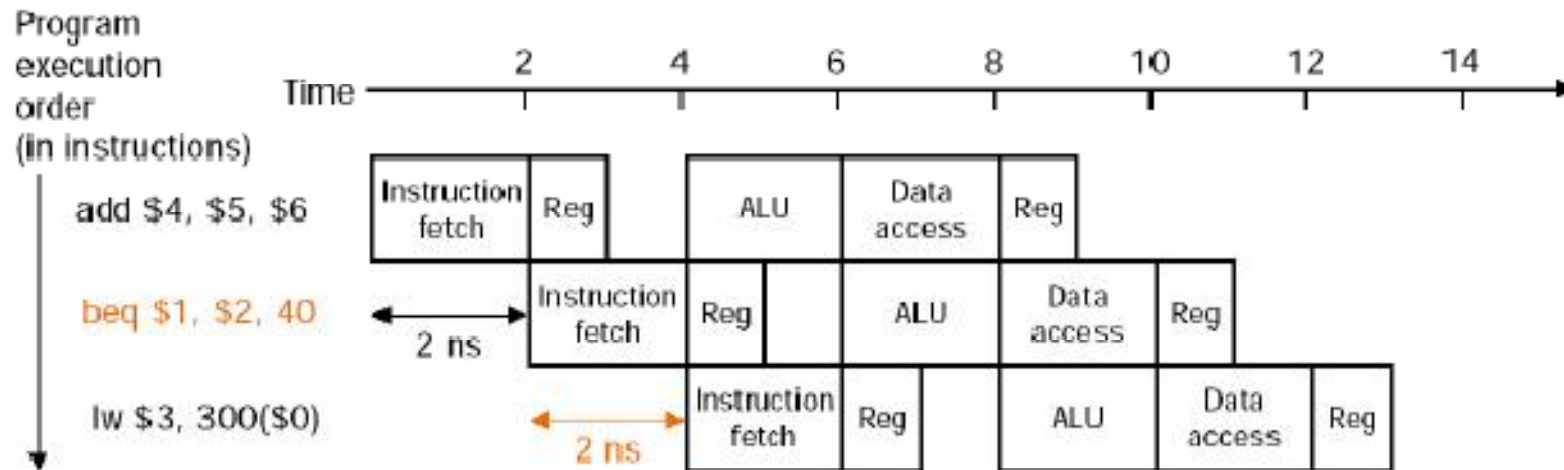 Program
execution
order
(in instructions)
Time
2 4 6 8 10 12 14
add $4, $5, $6
Instruction
fetch
Reg
ALU
Data
access
Reg
beq $1, $2, 40
2 ns
Instruction
fetch
Reg
ALU
Data
access
Reg
lw $3, 300($0)
2 ns
Instruction
fetch
Reg
ALU
Data
access
Reg